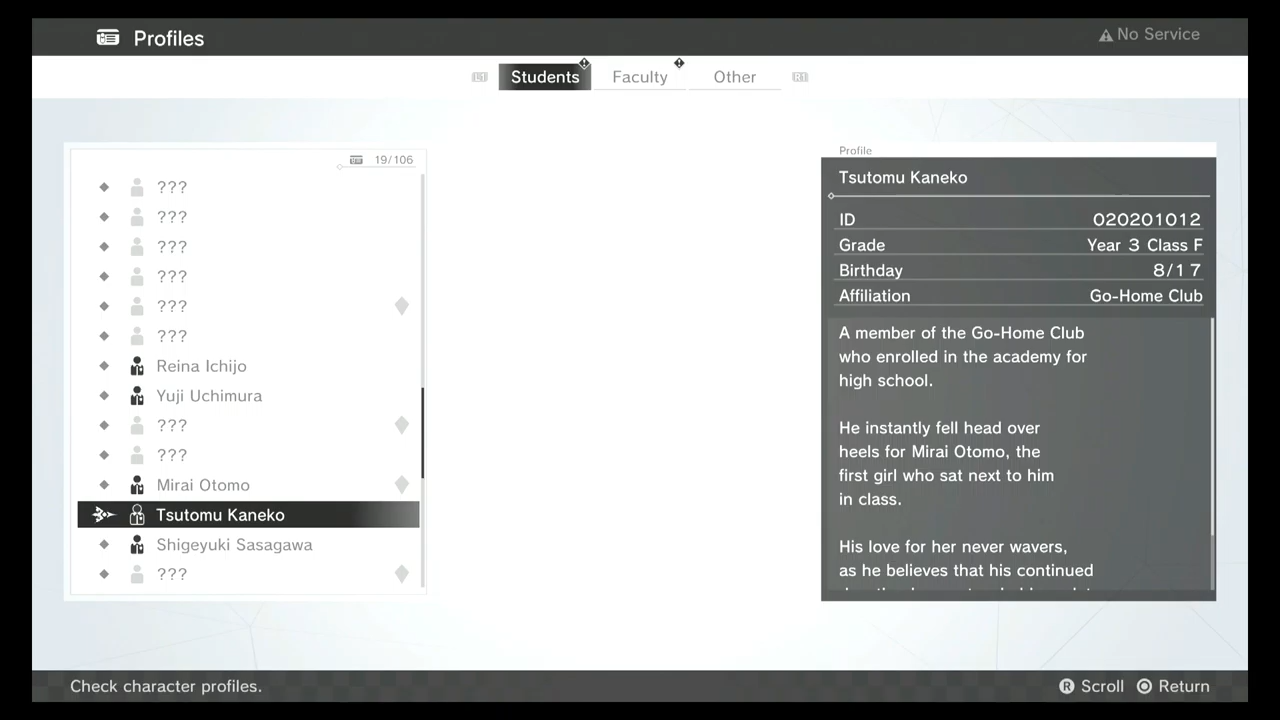 Profiles
No Service
L1
Students
Faculty
Other
R1
19/106
???
???
???
???
???
???
Reina Ichijo
Yuji Uchimura
???
???
Mirai Otomo
Tsutomu Kaneko
Shigeyuki Sasagawa
???
Profile
Tsutomu Kaneko
ID 020201012
Grade Year 3 Class F
Birthday 8/17
Affiliation Go-Home Club
A member of the Go-Home Club
who enrolled in the academy for
high school.
He instantly fell head over
heels for Mirai Otomo, the
first girl who sat next to him
in class.
His love for her never wavers,
as he believes that his continued
Check character profiles.
R Scroll
Return